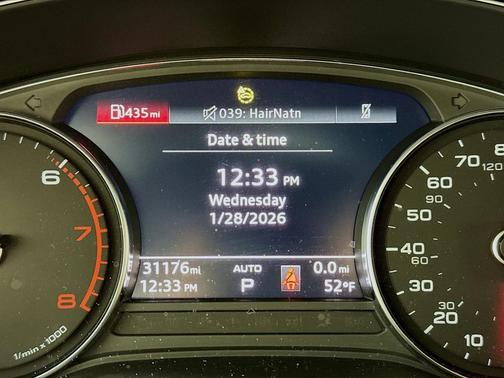 435 mi 039: HairNatn
Date & time
12:33 PM
Wednesday
1/28/2026
31176 mi AUTO 0.0 mi
12:33 PM P 52°F
6
7
8
1/min x 1000
8
70 120
60
50
40
60
30
30
20
10